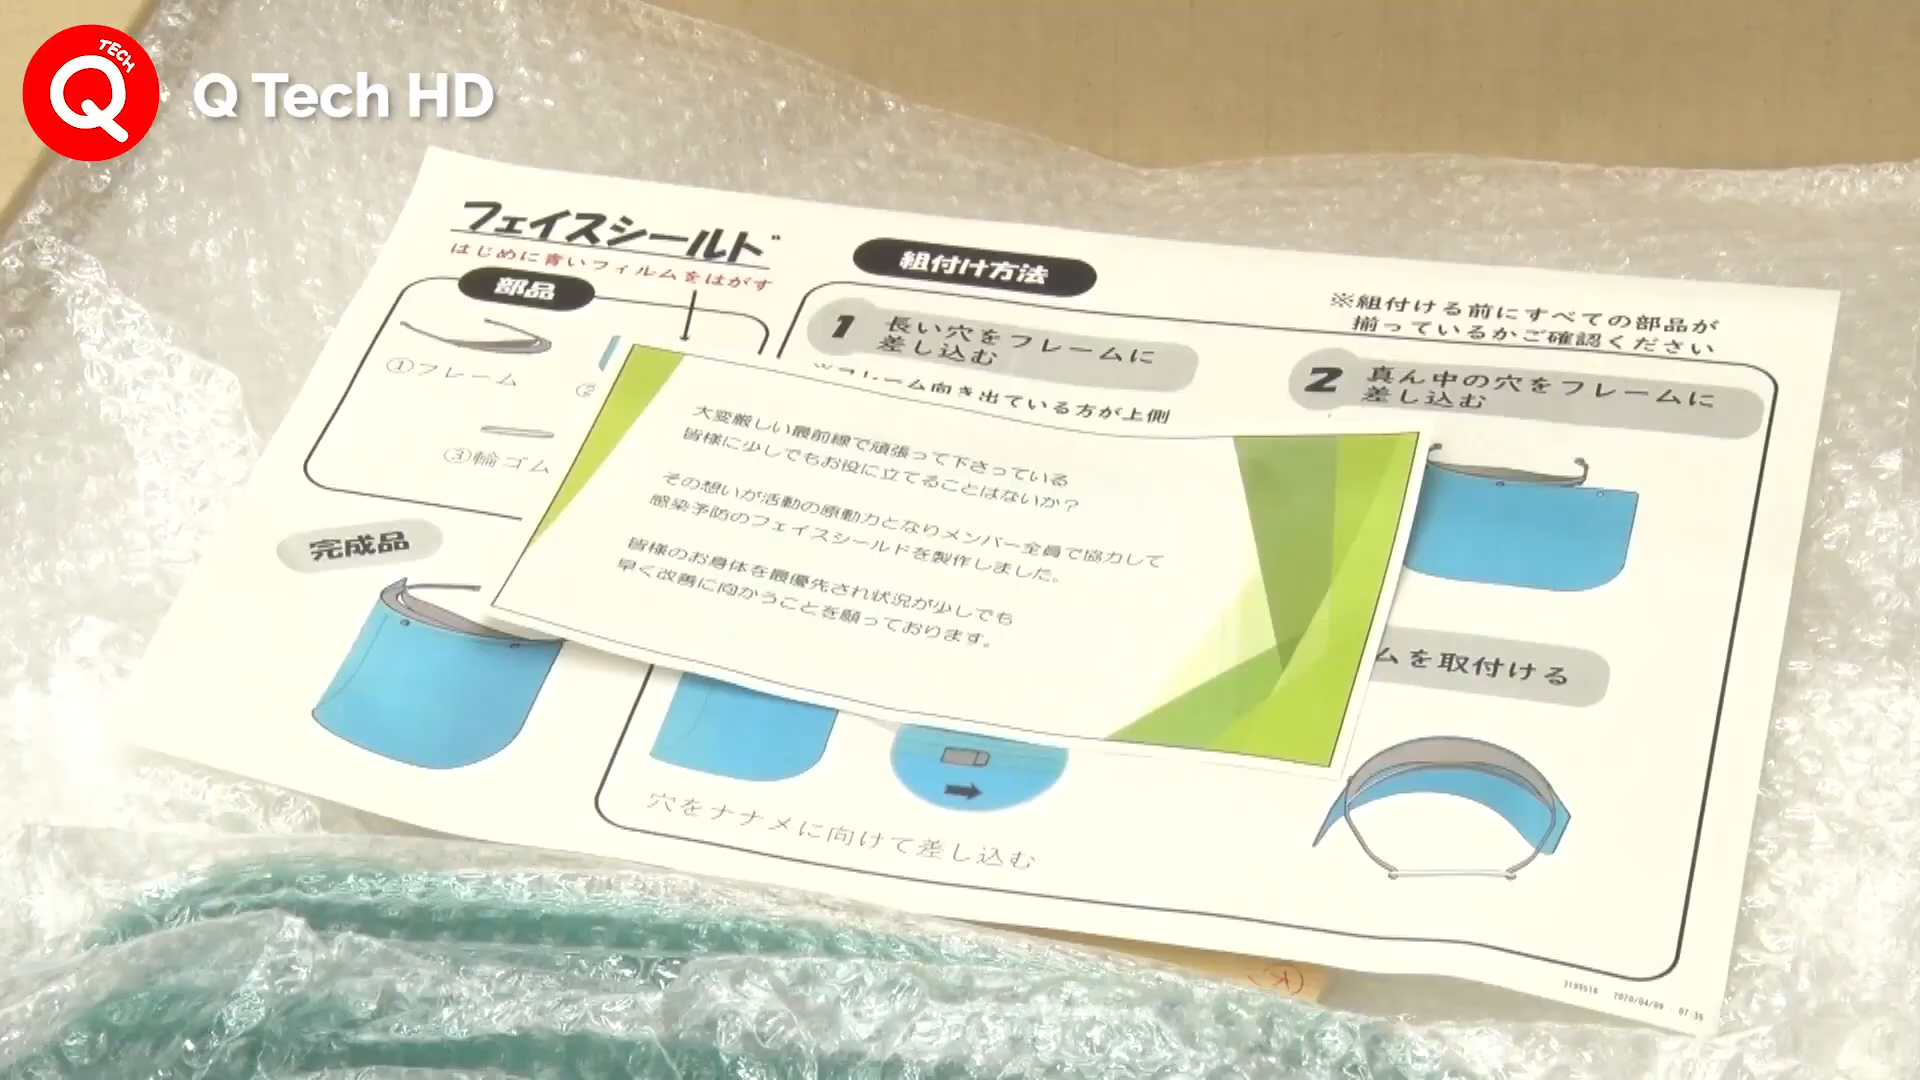 TECH
Q
Q Tech HD
フェイスシールド
はじめに青いフィルムをはがす
部品
①フレーム
②
③輪ゴム
完成品
組付け方法
※組付ける前にすべての部品が
揃っているかご確認ください
1 長い穴をフレームに
差し込む
フレーム向き出ている方が上側
2 真ん中の穴をフレームに
差し込む
大変厳しい最前線で頑張って下さっている
皆様に少しでもお役に立てることはないか?
その想いが活動の原動力となりメンバー全員で協力して
感染予防のフェイスシールドを製作しました。
皆様のお身体を最優先され状況が少しでも
早く改善に向かうことを願っております。
ムを取付ける
穴をナナメに向けて差し込む
2020/04/09 07:36